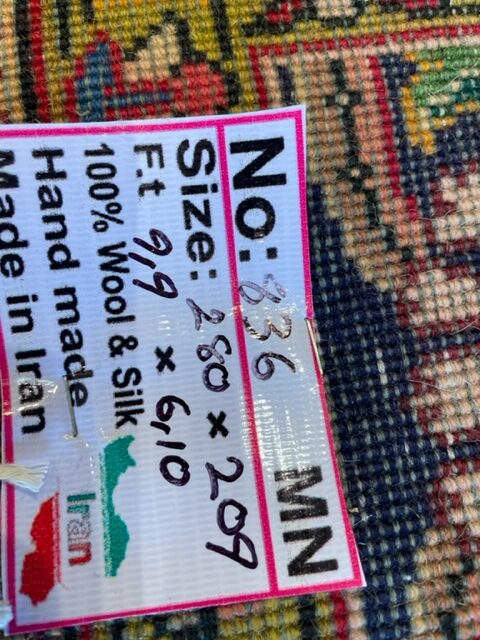 No: 836 MN
Size: 280 × 209
F.t 9,9 × 6,10
100% Wool & Silk
Hand made
Made in Iran
Iran